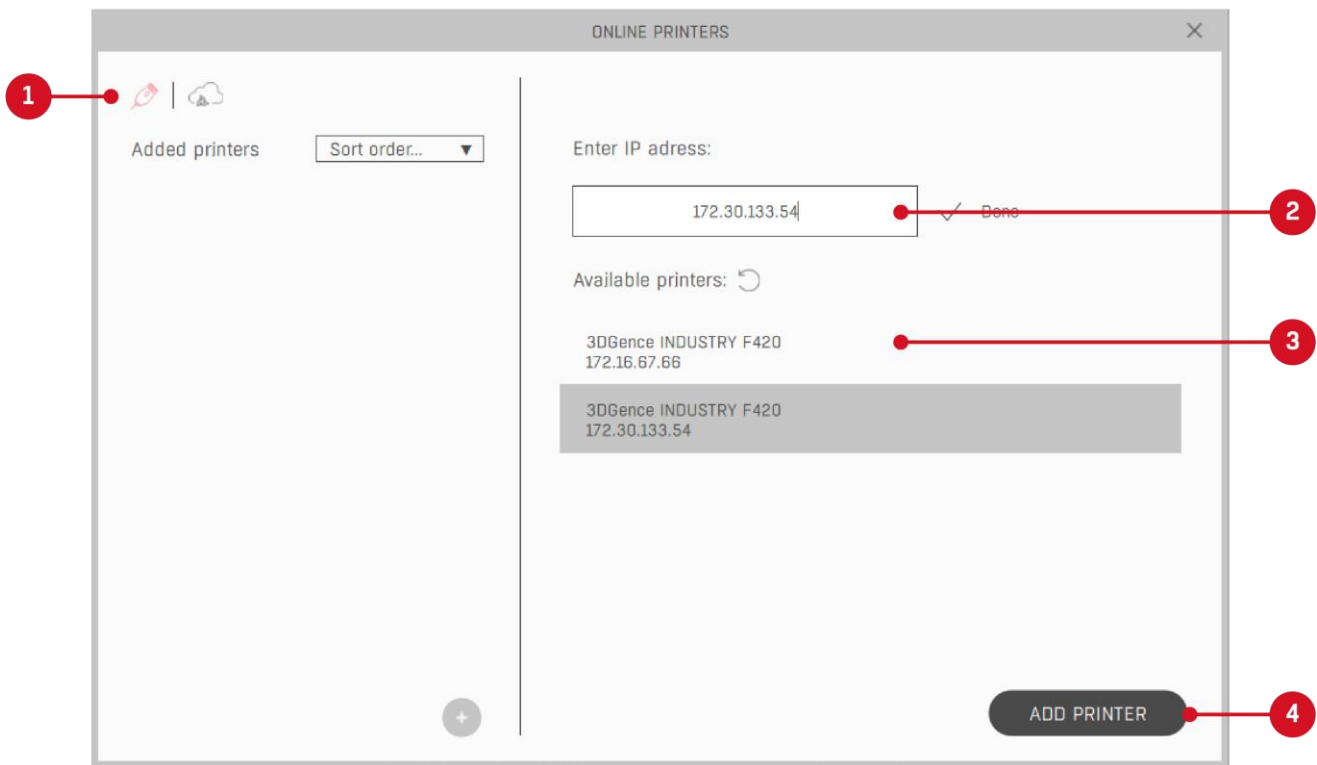 ONLINE PRINTERS
1
Added printers
Sort order...
Enter IP adress:
172.30.133.54
Done
2
Available printers:
3DGence INDUSTRY F420
172.16.67.66
3
3DGence INDUSTRY F420
172.30.133.54
ADD PRINTER
4